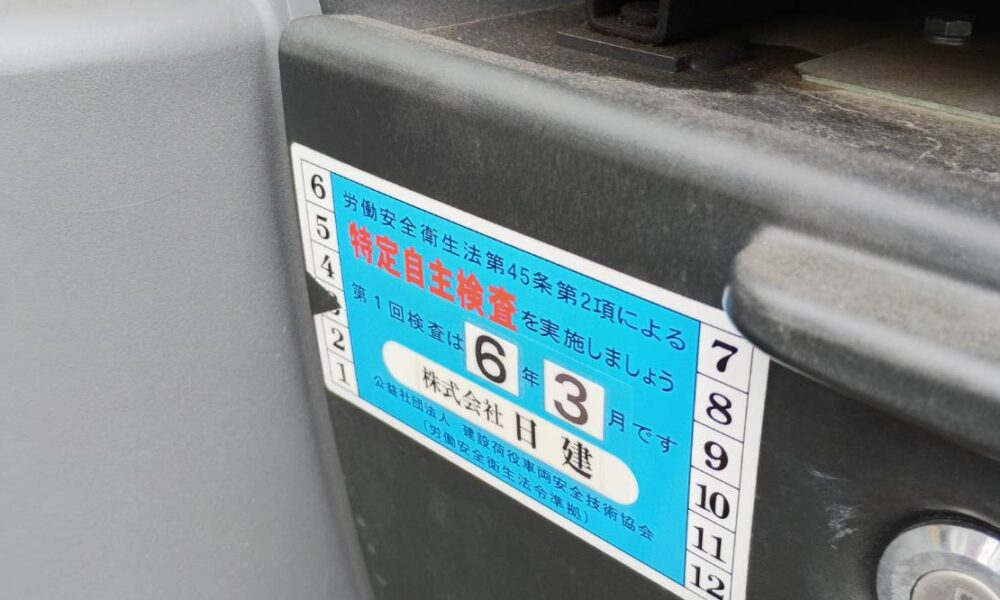 労働安全衛生法第45条第2項による
特定自主検査を実施しましょう
第1回検査は6年3月です
株式会社 日建
公益社団法人 建設荷役車両安全技術協会
(労働安全衛生法令準拠)
6
5
4
2
1
7
8
9
10
11
12